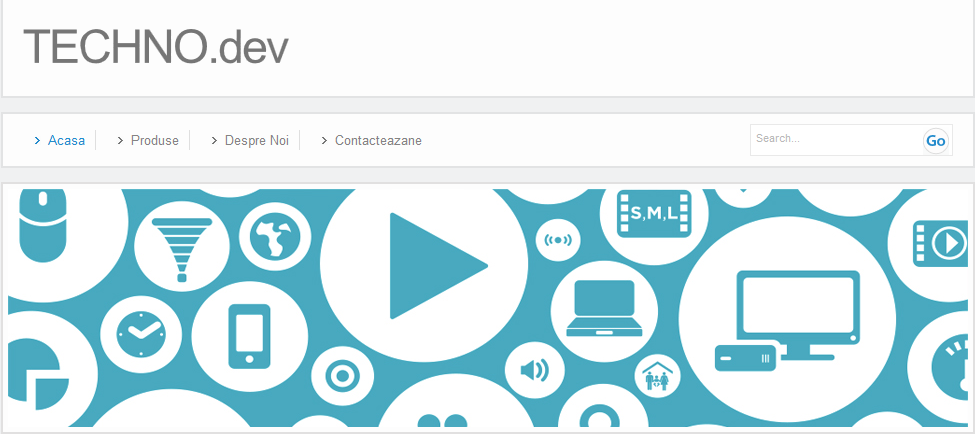 TECHNO.dev
Acasa Produse Despre Noi Contacteazane Search... Go
S,M,L